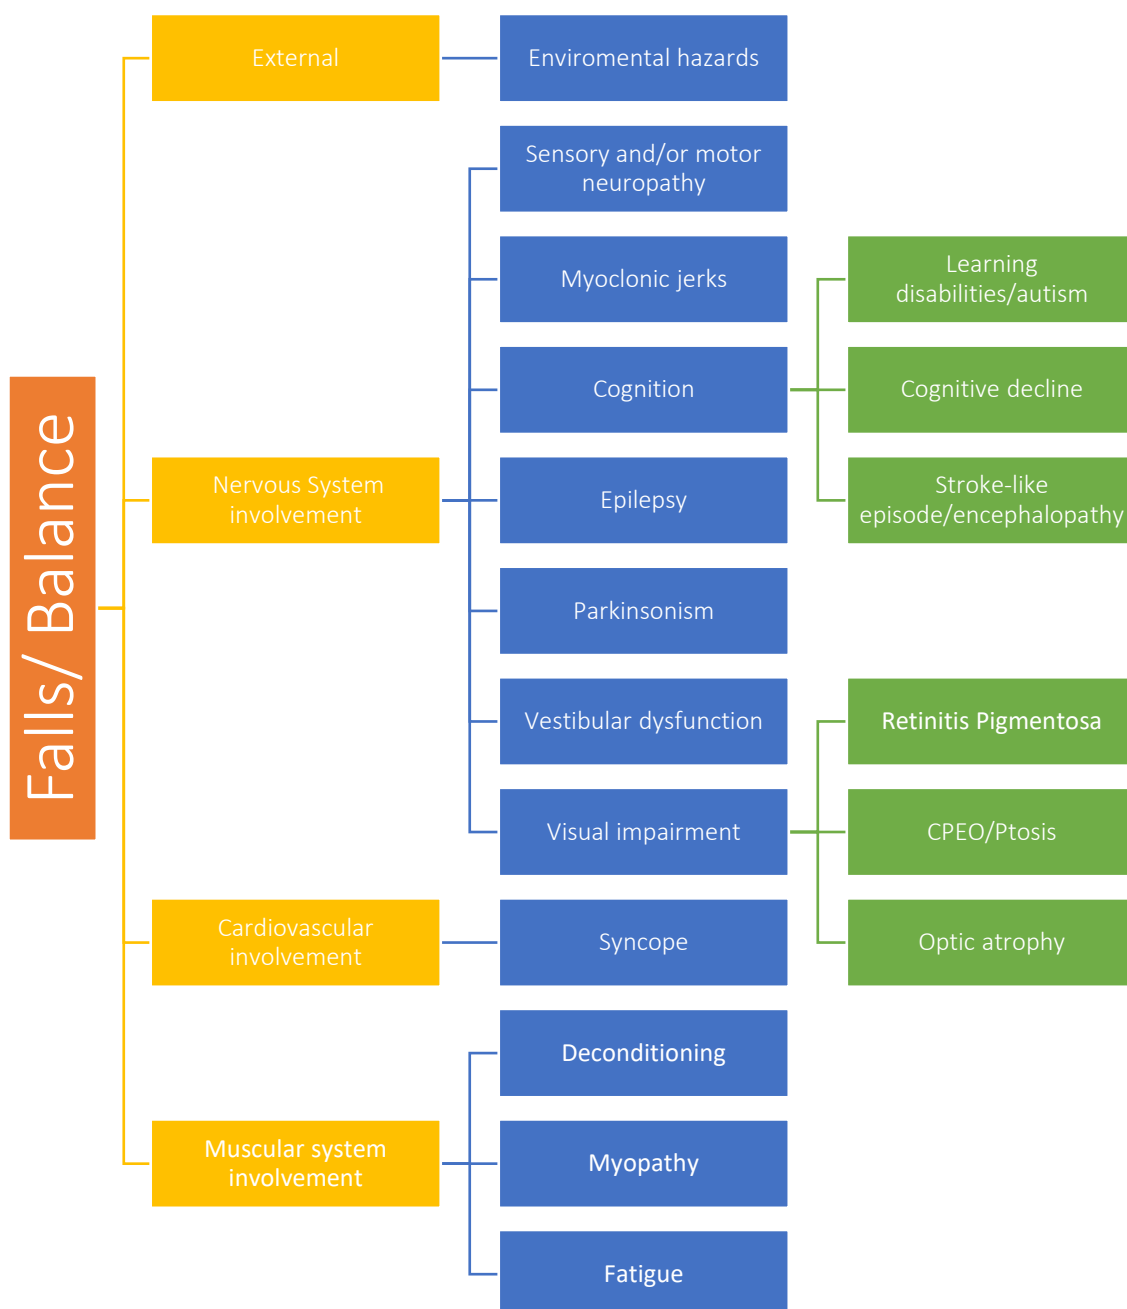 Falls/ Balance
External
Enviromental hazards
Nervous System
involvement
Sensory and/or motor
neuropathy
Myoclonic jerks
Cognition
Learning
disabilities/autism
Cognitive decline
Stroke-like
episode/encephalopathy
Epilepsy
Parkinsonism
Vestibular dysfunction
Visual impairment
Retinitis Pigmentosa
CPEO/Ptosis
Optic atrophy
Cardiovascular
involvement
Syncope
Muscular system
involvement
Deconditioning
Myopathy
Fatigue